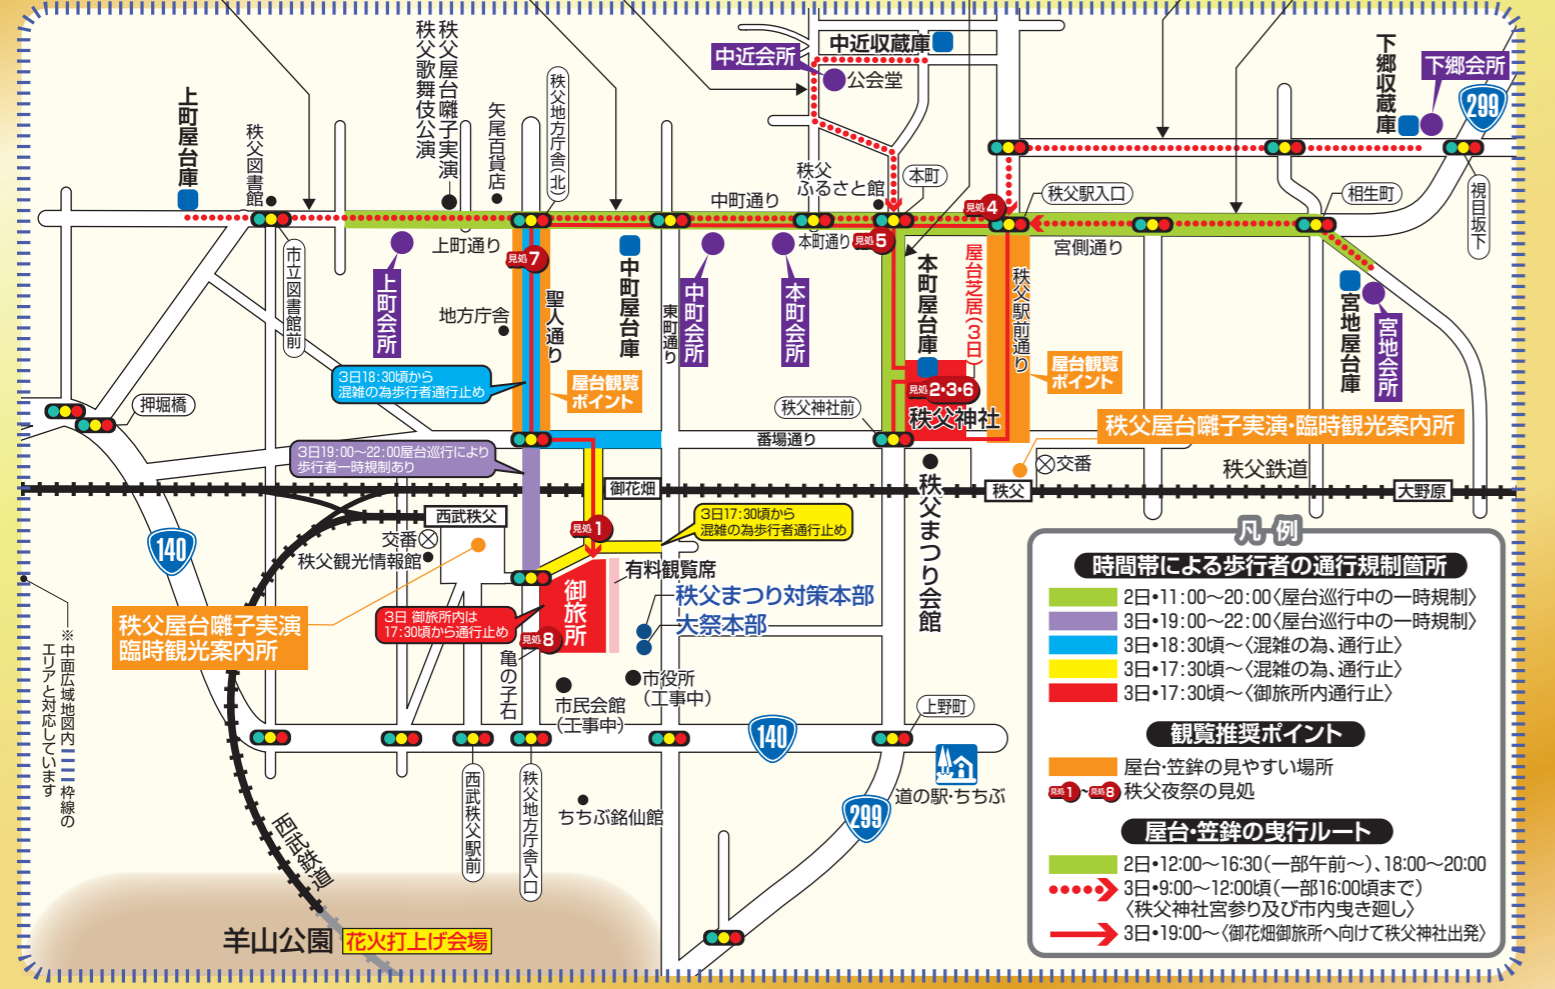 中近会所
中近収蔵庫
公会堂
下郷収蔵庫
下郷会所
299
視目坂下
上町屋台庫
秩父図書館
秩父歌舞伎公演
秩父屋台囃子実演
矢尾百貨店
秩父地方庁舎(北)
中町通り
秩父
ふるさと館
本町
見処4
秩父駅入口
相生町
市立図書館前
上町通り
上町会所
見処7
聖人通り
地方庁舎
中町屋台庫
東町通り
中町会所
本町会所
本町通り
見処5
本町屋台庫
屋台芝居(3日)
秩父駅前通り
宮側通り
宮地屋台庫
宮地会所
屋台観覧
ポイント
屋台観覧
ポイント
3日18:30頃から
混雑の為歩行者通行止め
見処2・3・6
秩父神社前
秩父神社
押堀橋
番場通り
秩父屋台囃子実演・臨時観光案内所
3日19:00〜22:00屋台巡行により
歩行者一時規制あり
交番
秩父鉄道
御花畑
秩父
大野原
秩父まつり会館
西武秩父
140
交番
秩父観光情報館
見処1
3日17:30頃から
混雑の為歩行者通行止め
有料観覧席
御旅所
秩父まつり対策本部
大祭本部
秩父屋台囃子実演
臨時観光案内所
3日 御旅所内は
17:30頃から通行止め
見処8
亀の子石
市役所
(工事中)
市民会館
(工事中)
※中面広域地図内 枠線の
エリアと対応しています
上野町
140
道の駅・ちちぶ
299
西武秩父駅前
秩父地方庁舎入口
ちちぶ銘仙館
西武鉄道
羊山公園
花火打上げ会場
凡例
時間帯による歩行者の通行規制箇所
2日・11:00〜20:00〈屋台巡行中の一時規制〉
3日・19:00〜22:00〈屋台巡行中の一時規制〉
3日・18:30頃〜〈混雑の為、通行止〉
3日・17:30頃〜〈混雑の為、通行止〉
3日・17:30頃〜〈御旅所内通行止〉
観覧推奨ポイント
屋台・笠鉾の見やすい場所
見処1〜見処8 秩父夜祭の見処
屋台・笠鉾の曳行ルート
2日・12:00〜16:30(一部午前〜)、18:00〜20:00
3日・9:00〜12:00頃(一部16:00頃まで)
〈秩父神社宮参り及び市内曳き廻し〉
3日・19:00〜〈御花畑御旅所へ向けて秩父神社出発〉